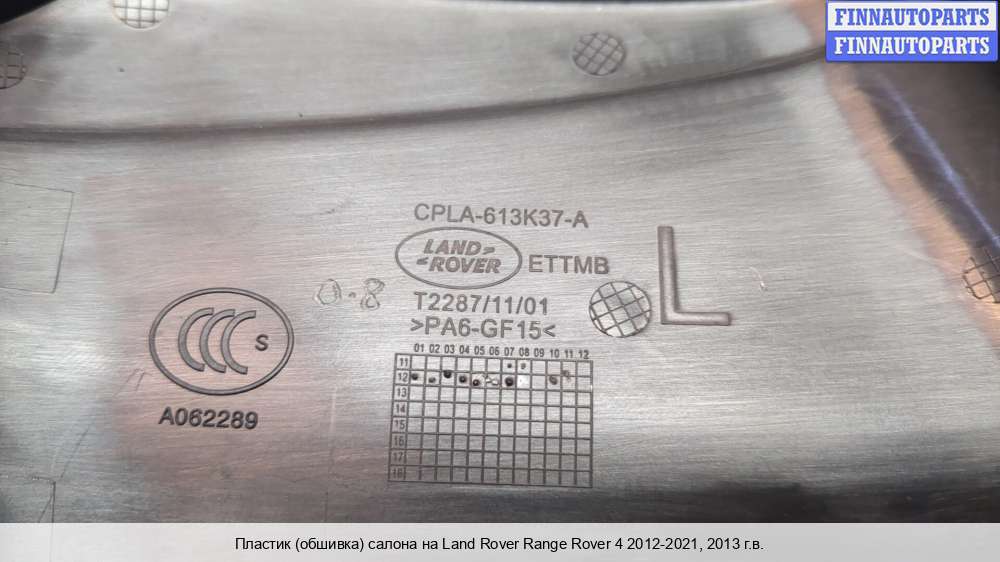 FINNAUTOPARTS
FINNAUTOPARTS
CPLA-613K37-A
LAND
ROVER
ETTMB
L
0.8
T2287/11/01
>PA6-GF15<
CCC S
A062289
01 02 03 04 05 06 07 08 09 10 11 12
11
12
13
14
15
16
17
18
Пластик (обшивка) салона на Land Rover Range Rover 4 2012-2021, 2013 г.в.